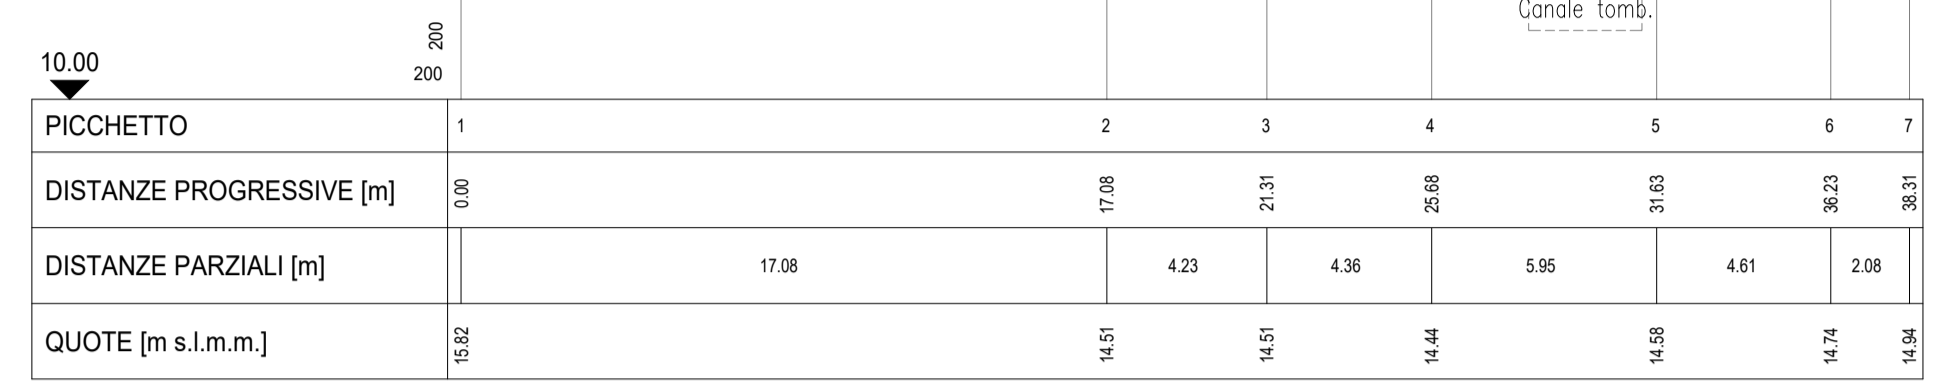 Canale tomb.
200
200
10.00
PICCHETTO 1 2 3 4 5 6 7
DISTANZE PROGRESSIVE [m] 0.00 17.08 21.31 25.68 31.63 36.23 38.31
DISTANZE PARZIALI [m] 17.08 4.23 4.36 5.95 4.61 2.08
QUOTE [m s.l.m.m.] 15.82 14.51 14.51 14.44 14.58 14.74 14.94